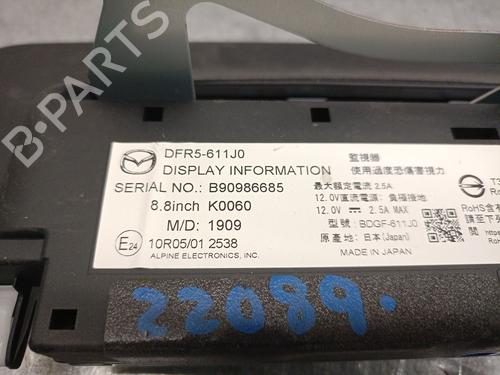 B-PARTS
DFR5-611J0
DISPLAY INFORMATION
SERIAL NO.: B90986685
8.8inch K0060
M/D: 1909
E24
10R05/01 2538
ALPINE ELECTRONICS, INC.
監視器
使用過度恐傷害視力
最大額定電流 2.5A
12.0V直流電源: 負極接地
12.0V 2.5A MAX
型號: BDGF-611J0
原產地: 日本(Japan)
MADE IN JAPAN
RoHS
22089.